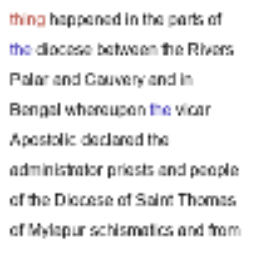 thing happened in the parts of
the diocese between the Rivers
Palar and Cauvery and in
Bengal whereupon the vicar
Apostolic declared the
administrator priests and people
of the Diocese of Saint Thomas
of Mylapur schismatics and from